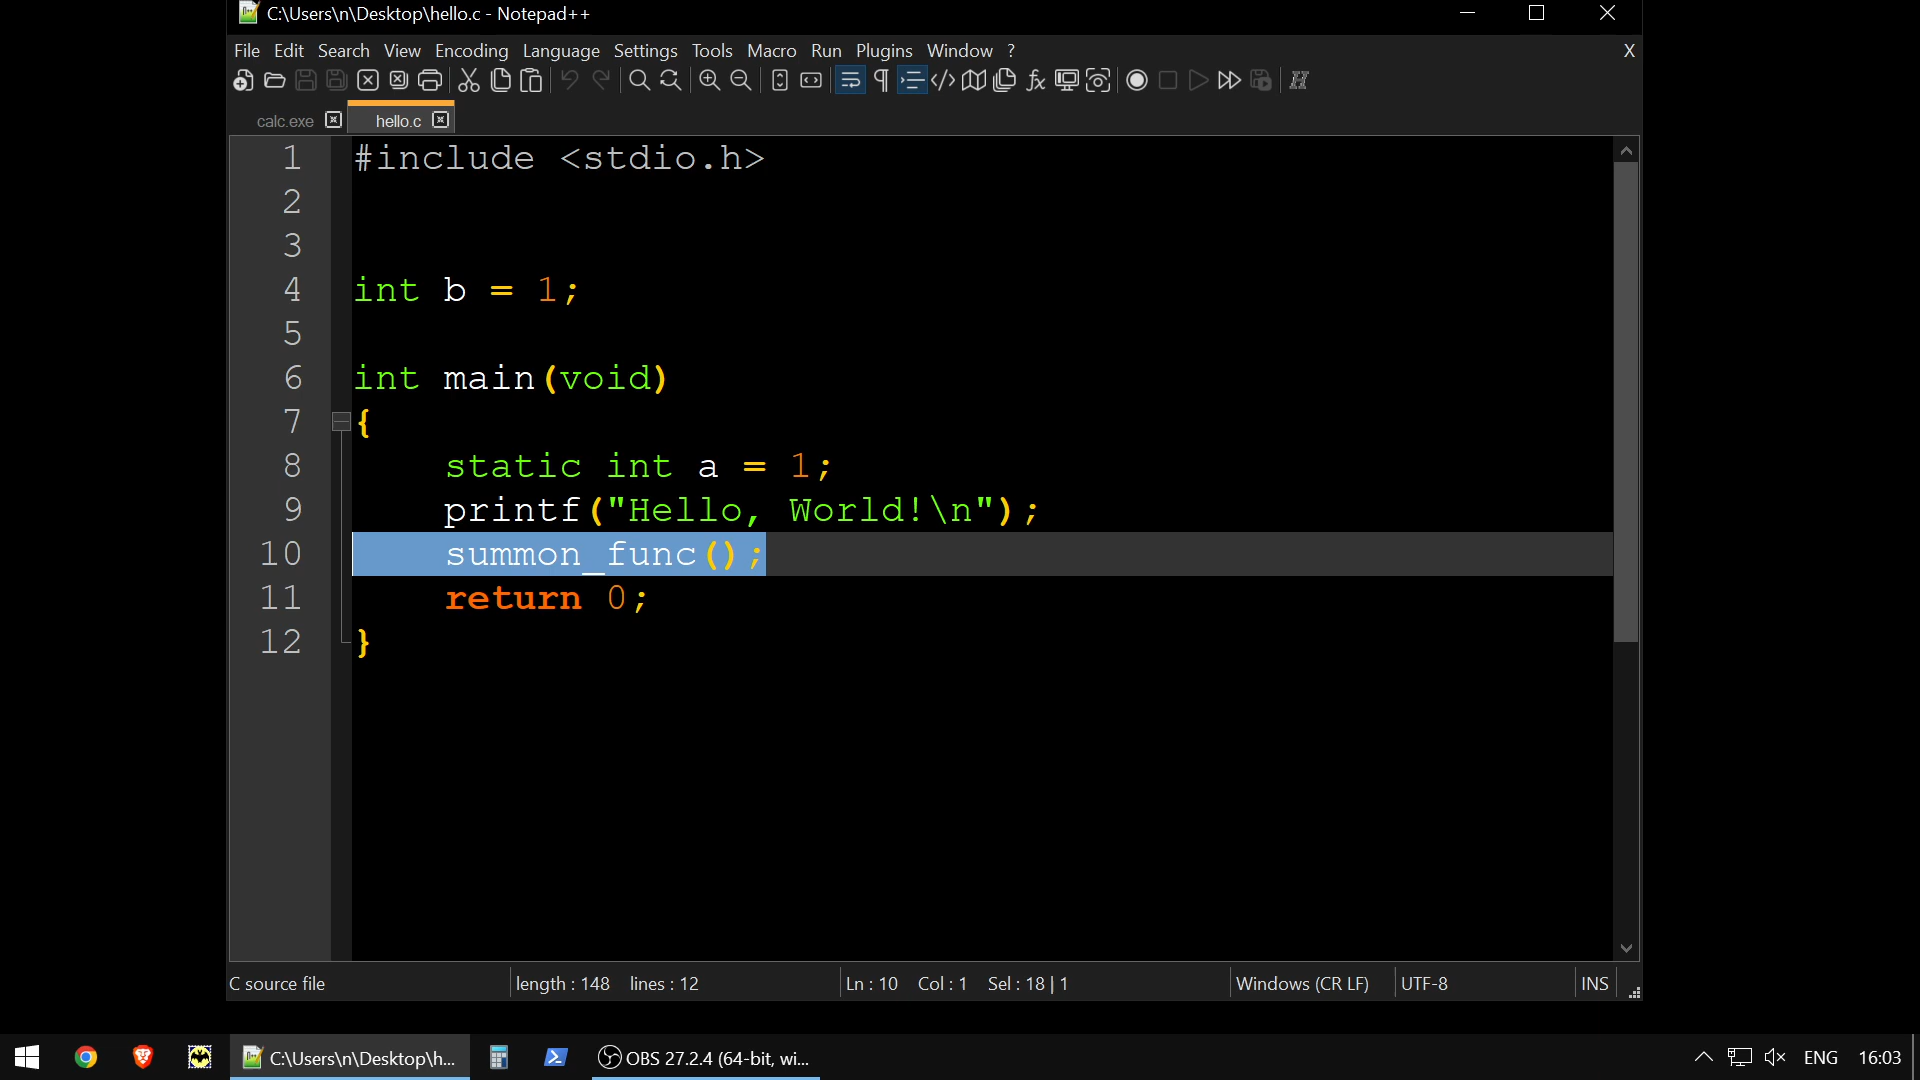 C:\Users\n\Desktop\hello.c - Notepad++
File Edit Search View Encoding Language Settings Tools Macro Run Plugins Window ? X
calc.exe hello.c
1 #include <stdio.h>
2
3
4 int b = 1;
5
6 int main(void)
7 {
8     static int a = 1;
9     printf("Hello, World!\n");
10     summon_func();
11     return 0;
12 }
C source file length : 148 lines : 12 Ln : 10 Col : 1 Sel : 18 | 1 Windows (CR LF) UTF-8 INS
C:\Users\n\Desktop\h... OBS 27.2.4 (64-bit, wi... ENG 16:03